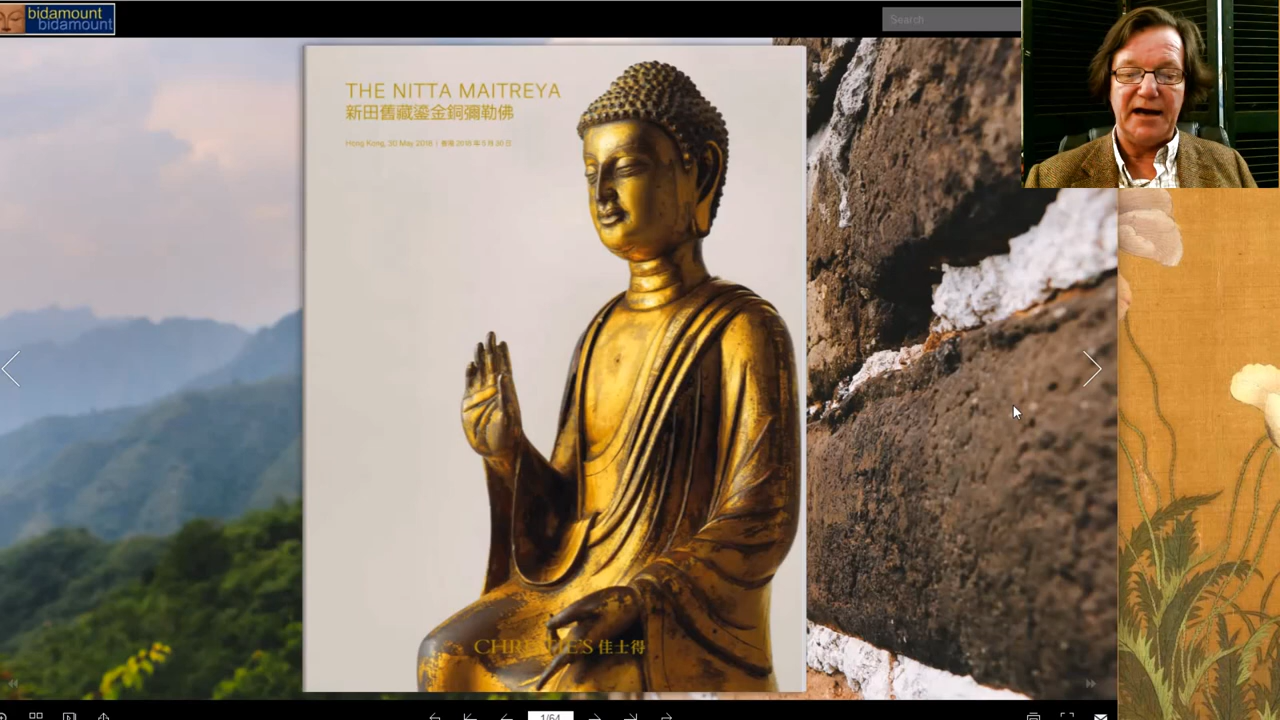 bidamount
bidamount
Search
THE NITTA MAITREYA
新田舊藏鎏金銅彌勒佛
Hong Kong, 30 May 2018 | 香港 2018 年 5 月 30 日
CHRISTIE'S 佳士得
1/64